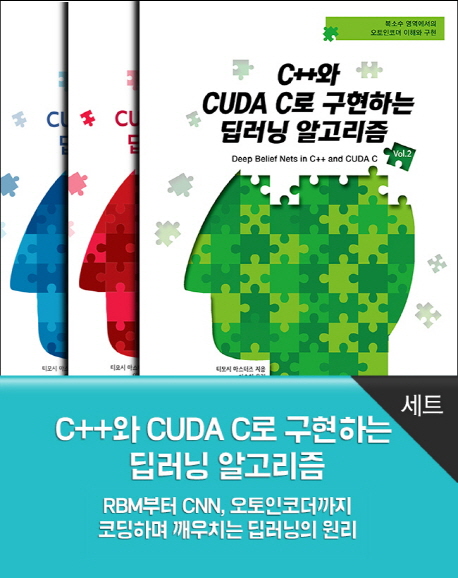 복소수 영역에서의
오토인코더 이해와 구현
C++와
CUDA C로 구현하는
딥러닝 알고리즘
Vol.2
Deep Belief Nets in C++ and CUDA C
티모시 마스터즈 지음
세트
C++와 CUDA C로 구현하는
딥러닝 알고리즘
RBM부터 CNN, 오토인코더까지
코딩하며 깨우치는 딥러닝의 원리